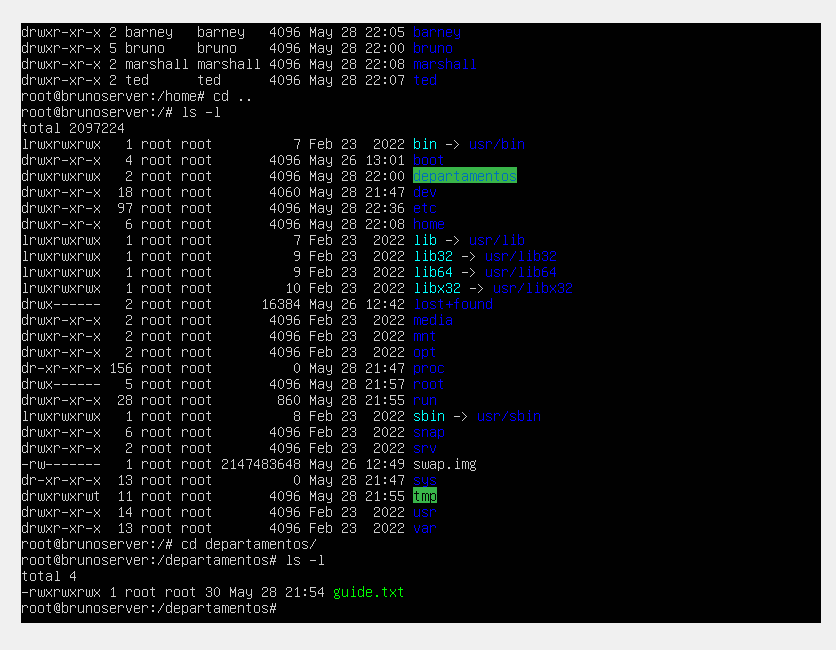 drwxr-xr-x 2 barney   barney   4096 May 28 22:05 barney
drwxr-xr-x 5 bruno    bruno    4096 May 28 22:00 bruno
drwxr-xr-x 2 marshall marshall 4096 May 28 22:08 marshall
drwxr-xr-x 2 ted      ted      4096 May 28 22:07 ted
root@brunoserver:/home# cd ..
root@brunoserver:/# ls -l
total 2097224
lrwxrwxrwx   1 root root          7 Feb 23  2022 bin -> usr/bin
drwxr-xr-x   4 root root       4096 May 26 13:01 boot
drwxrwxrwx   2 root root       4096 May 28 22:00 departamentos
drwxr-xr-x  18 root root       4060 May 28 21:47 dev
drwxr-xr-x  97 root root       4096 May 28 22:36 etc
drwxr-xr-x   6 root root       4096 May 28 22:08 home
lrwxrwxrwx   1 root root          7 Feb 23  2022 lib -> usr/lib
lrwxrwxrwx   1 root root          9 Feb 23  2022 lib32 -> usr/lib32
lrwxrwxrwx   1 root root          9 Feb 23  2022 lib64 -> usr/lib64
lrwxrwxrwx   1 root root         10 Feb 23  2022 libx32 -> usr/libx32
drwx------   2 root root      16384 May 26 12:42 lost+found
drwxr-xr-x   2 root root       4096 Feb 23  2022 media
drwxr-xr-x   2 root root       4096 Feb 23  2022 mnt
drwxr-xr-x   2 root root       4096 Feb 23  2022 opt
dr-xr-xr-x 156 root root          0 May 28 21:47 proc
drwx------   5 root root       4096 May 28 21:57 root
drwxr-xr-x  28 root root        860 May 28 21:55 run
lrwxrwxrwx   1 root root          8 Feb 23  2022 sbin -> usr/sbin
drwxr-xr-x   6 root root       4096 Feb 23  2022 snap
drwxr-xr-x   2 root root       4096 Feb 23  2022 srv
-rw-------   1 root root 2147483648 May 26 12:49 swap.img
dr-xr-xr-x  13 root root          0 May 28 21:47 sys
drwxrwxrwt  11 root root       4096 May 28 21:55 tmp
drwxr-xr-x  14 root root       4096 Feb 23  2022 usr
drwxr-xr-x  13 root root       4096 Feb 23  2022 var
root@brunoserver:/# cd departamentos/
root@brunoserver:/departamentos# ls -l
total 4
-rwxrwxrwx 1 root root 30 May 28 21:54 guide.txt
root@brunoserver:/departamentos#